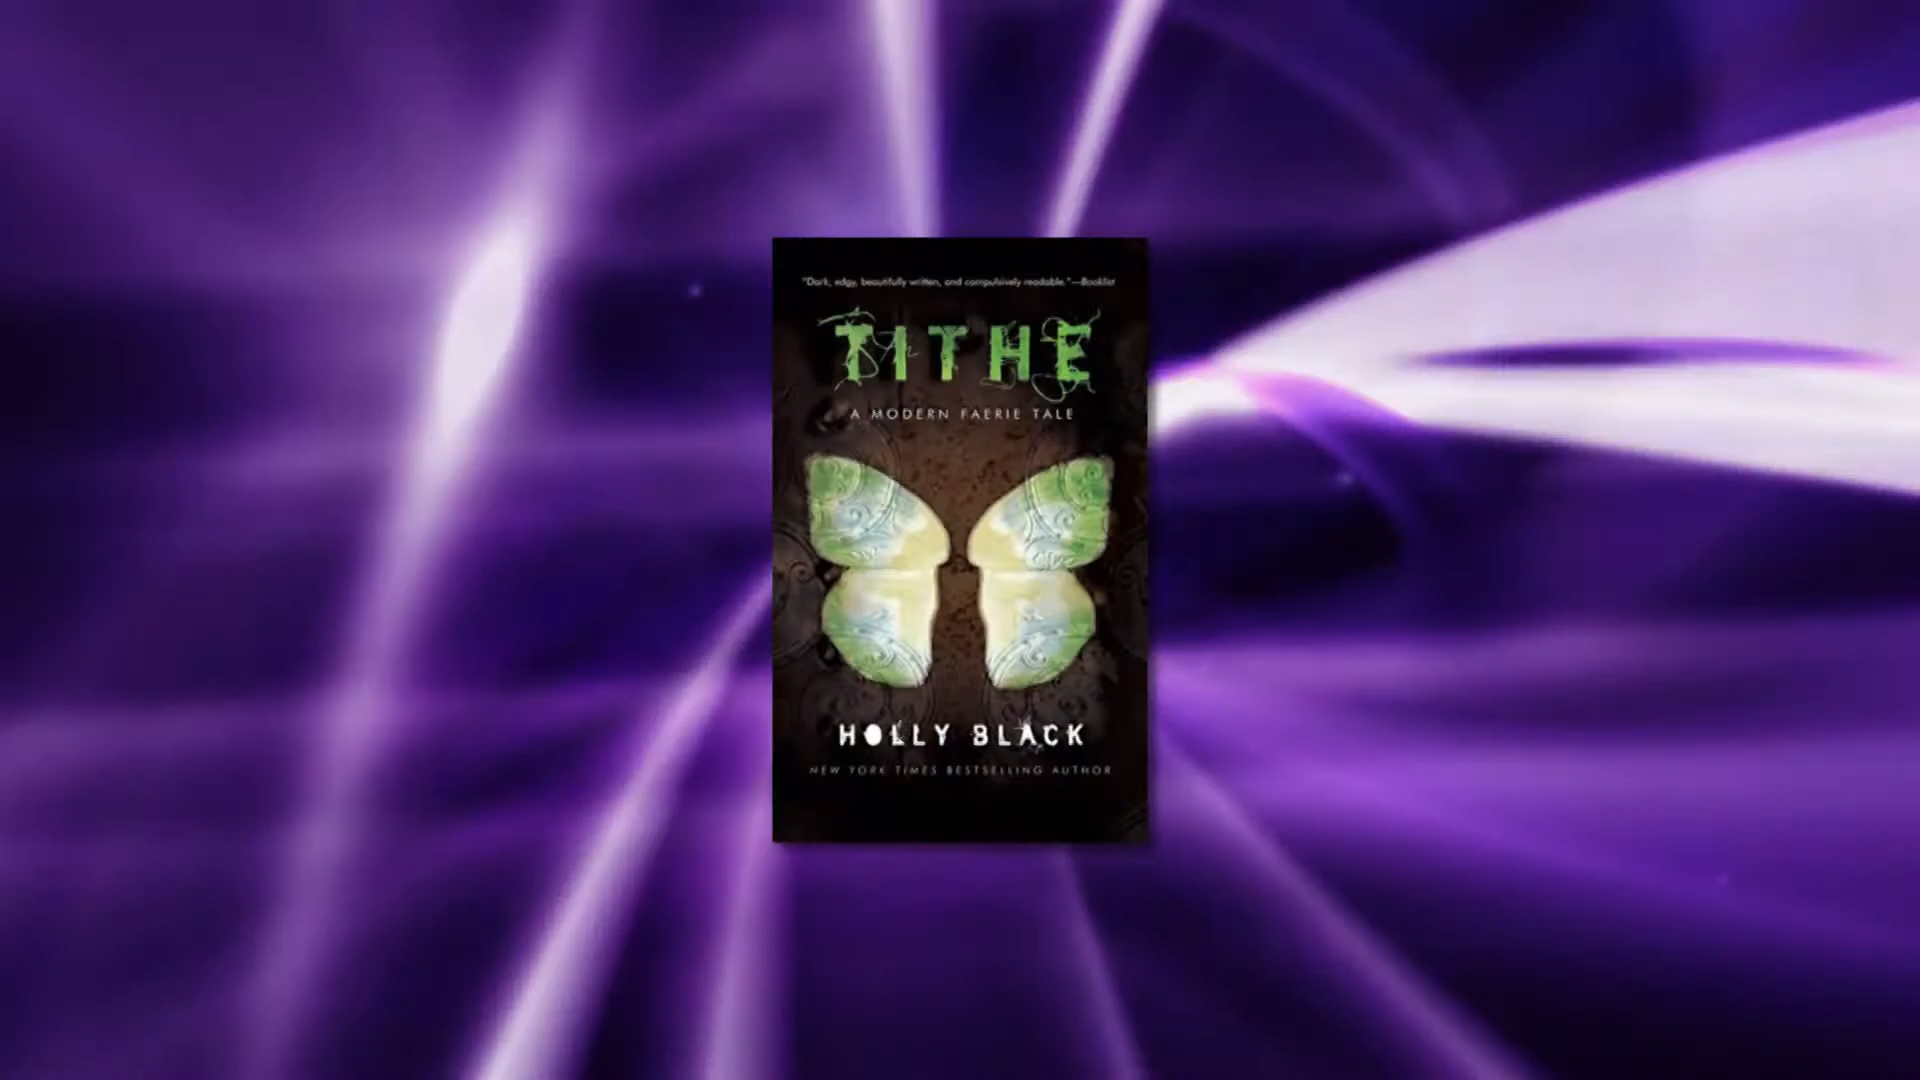 "Dark, edgy, beautifully written, and compulsively readable."—Booklist
TITHE
A MODERN FAERIE TALE
HOLLY BLACK
NEW YORK TIMES BESTSELLING AUTHOR